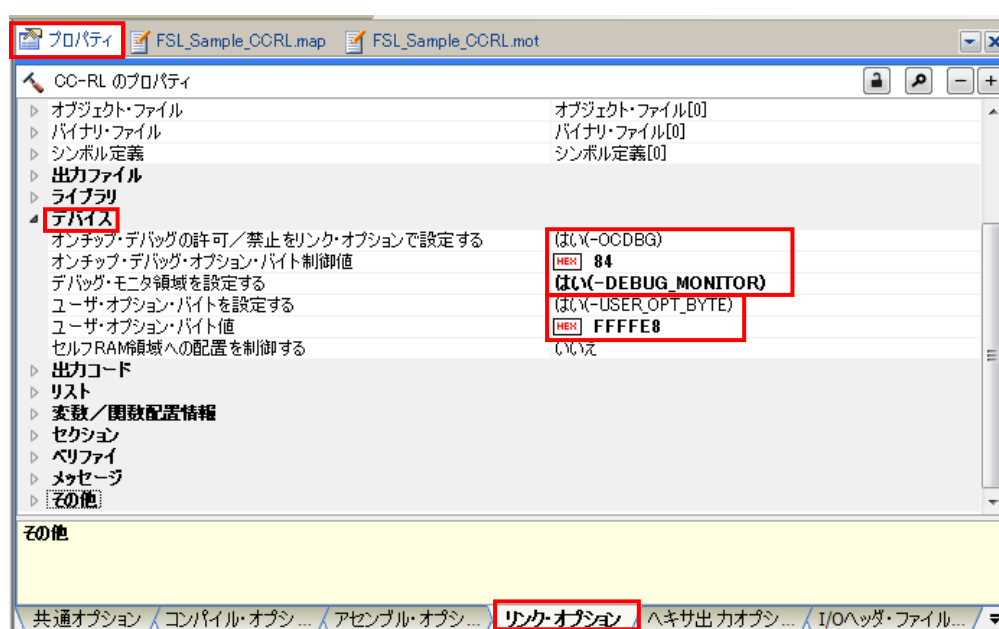 プロパティ FSL_Sample_CCRL.map FSL_Sample_CCRL.mot
CC-RL のプロパティ
オブジェクト・ファイル オブジェクト・ファイル[0]
バイナリ・ファイル バイナリ・ファイル[0]
シンボル定義 シンボル定義[0]
出力ファイル
ライブラリ
デバイス
オンチップ・デバッグの許可／禁止をリンク・オプションで設定する はい(-OCDBG)
オンチップ・デバッグ・オプション・バイト制御値 HEX 84
デバッグ・モニタ領域を設定する はい(-DEBUG_MONITOR)
ユーザ・オプション・バイトを設定する はい(-USER_OPT_BYTE)
ユーザ・オプション・バイト値 HEX FFFFE8
セルフRAM領域への配置を制御する いいえ
出力コード
リスト
変数／関数配置情報
セクション
ベリファイ
メッセージ
その他
その他
共通オプション コンパイル・オプシ... アセンブル・オプシ... リンク・オプション ヘキサ出力オプシ... I/Oヘッダ・ファイル...